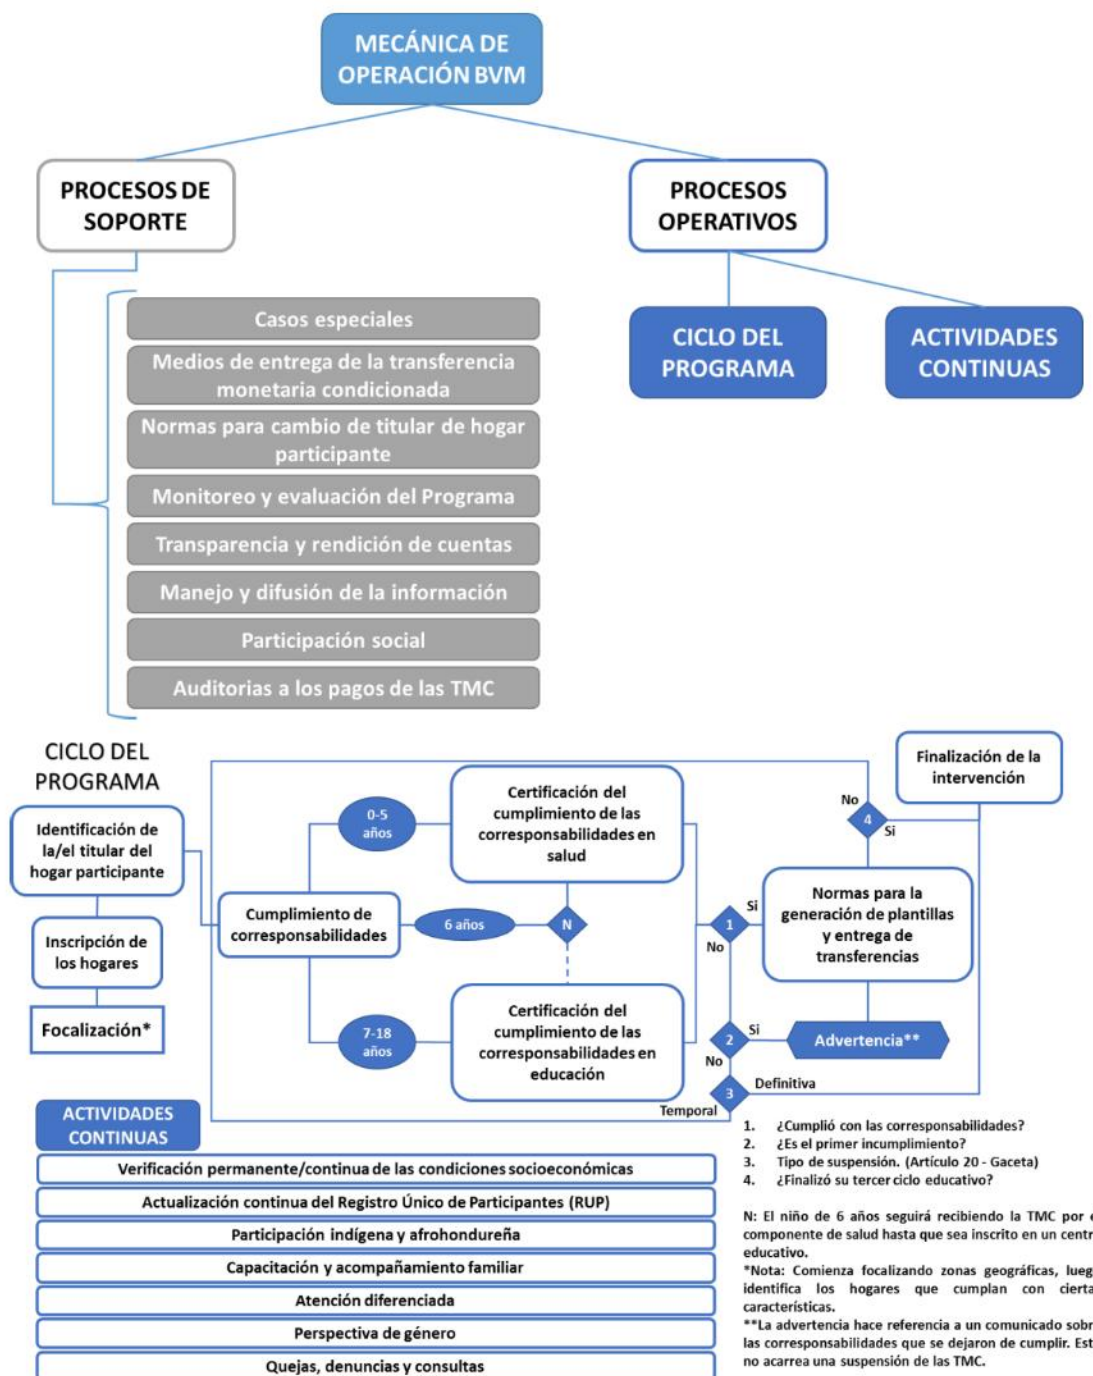 MECÁNICA DE
OPERACIÓN BVM
PROCESOS DE
SOPORTE
PROCESOS
OPERATIVOS
CICLO DEL
PROGRAMA
ACTIVIDADES
CONTINUAS
Casos especiales
Medios de entrega de la transferencia
monetaria condicionada
Normas para cambio de titular de hogar
participante
Monitoreo y evaluación del Programa
Transparencia y rendición de cuentas
Manejo y difusión de la información
Participación social
Auditorias a los pagos de las TMC
CICLO DEL
PROGRAMA
Identificación de
la/el titular del
hogar participante
Inscripción de
los hogares
Focalización*
Cumplimiento de
corresponsabilidades
0-5
años
6 años
7-18
años
Certificación del
cumplimiento de las
corresponsabilidades en
salud
N
Certificación del
cumplimiento de las
corresponsabilidades en
educación
1
Si
No
2
Si
No
3
Definitiva
Temporal
Advertencia**
Normas para la
generación de plantillas
y entrega de
transferencias
4
No
Si
Finalización de la
intervención
ACTIVIDADES
CONTINUAS
Verificación permanente/continua de las condiciones socioeconómicas
Actualización continua del Registro Único de Participantes (RUP)
Participación indígena y afrohondureña
Capacitación y acompañamiento familiar
Atención diferenciada
Perspectiva de género
Quejas, denuncias y consultas
1. ¿Cumplió con las corresponsabilidades?
2. ¿Es el primer incumplimiento?
3. Tipo de suspensión. (Artículo 20 - Gaceta)
4. ¿Finalizó su tercer ciclo educativo?
N: El niño de 6 años seguirá recibiendo la TMC por e
componente de salud hasta que sea inscrito en un centr
educativo.
*Nota: Comienza focalizando zonas geográficas, lueg
identifica los hogares que cumplan con cierta
características.
**La advertencia hace referencia a un comunicado sobr
las corresponsabilidades que se dejaron de cumplir. Est
no acarrea una suspensión de las TMC.